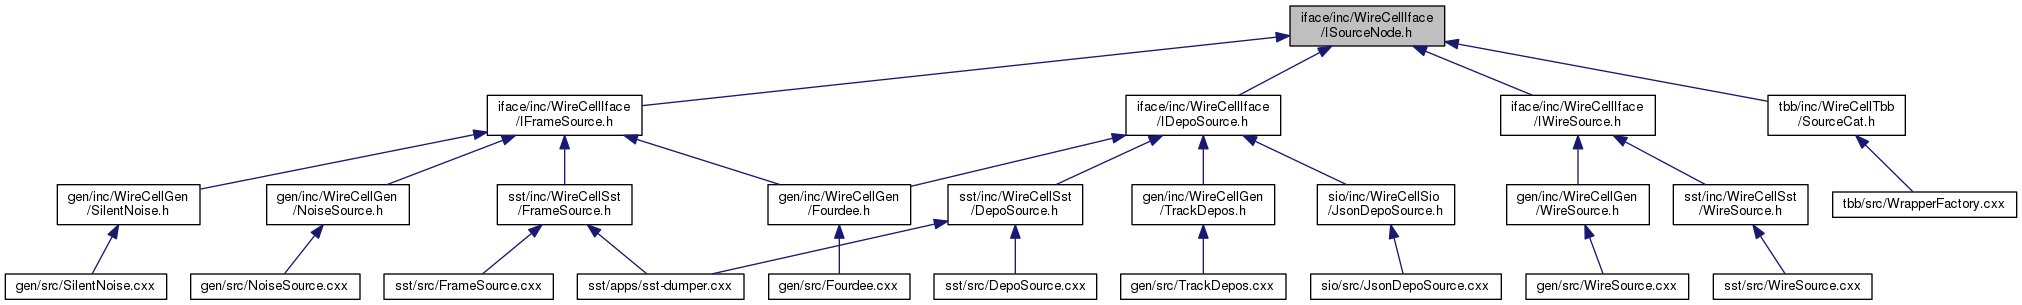 iface/inc/WireCellIface
/ISourceNode.h
iface/inc/WireCellIface
/IFrameSource.h
iface/inc/WireCellIface
/IDepoSource.h
iface/inc/WireCellIface
/IWireSource.h
tbb/inc/WireCellTbb
/SourceCat.h
gen/inc/WireCellGen
/SilentNoise.h
gen/inc/WireCellGen
/NoiseSource.h
sst/inc/WireCellSst
/FrameSource.h
gen/inc/WireCellGen
/Fourdee.h
sst/inc/WireCellSst
/DepoSource.h
gen/inc/WireCellGen
/TrackDepos.h
sio/inc/WireCellSio
/JsonDepoSource.h
gen/inc/WireCellGen
/WireSource.h
sst/inc/WireCellSst
/WireSource.h
tbb/src/WrapperFactory.cxx
gen/src/SilentNoise.cxx
gen/src/NoiseSource.cxx
sst/src/FrameSource.cxx
sst/apps/sst-dumper.cxx
gen/src/Fourdee.cxx
sst/src/DepoSource.cxx
gen/src/TrackDepos.cxx
sio/src/JsonDepoSource.cxx
gen/src/WireSource.cxx
sst/src/WireSource.cxx